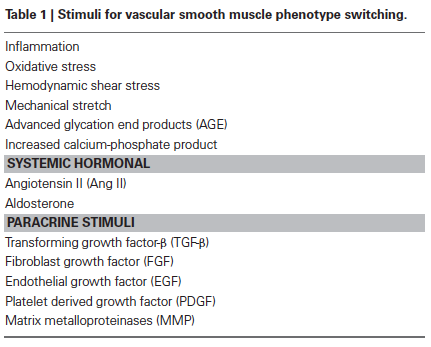 Table 1 | Stimuli for vascular smooth muscle phenotype switching.
Inflammation
Oxidative stress
Hemodynamic shear stress
Mechanical stretch
Advanced glycation end products (AGE)
Increased calcium-phosphate product
SYSTEMIC HORMONAL
Angiotensin II (Ang II)
Aldosterone
PARACRINE STIMULI
Transforming growth factor-β (TGF-β)
Fibroblast growth factor (FGF)
Endothelial growth factor (EGF)
Platelet derived growth factor (PDGF)
Matrix metalloproteinases (MMP)